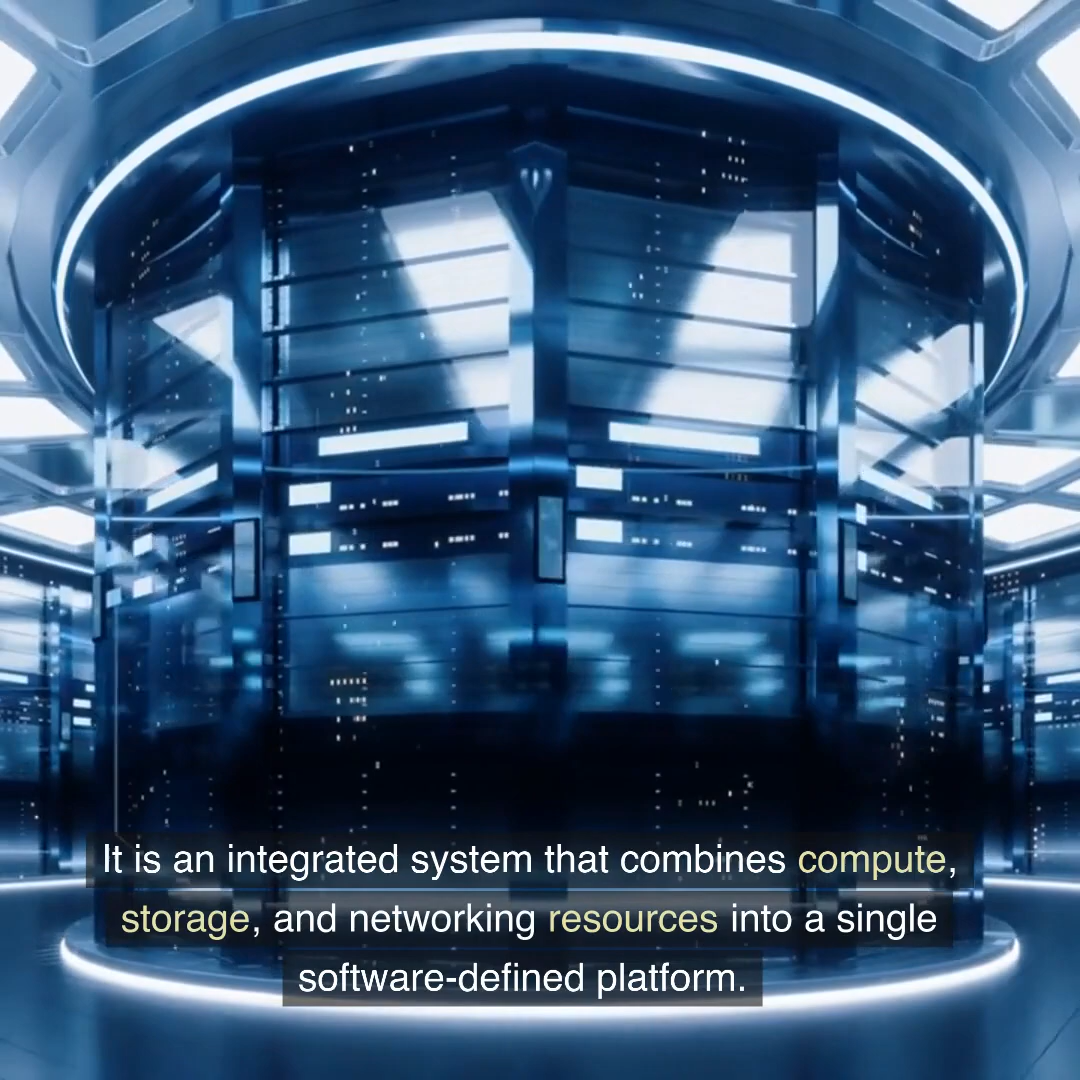 It is an integrated system that combines compute,
storage, and networking resources into a single
software-defined platform.